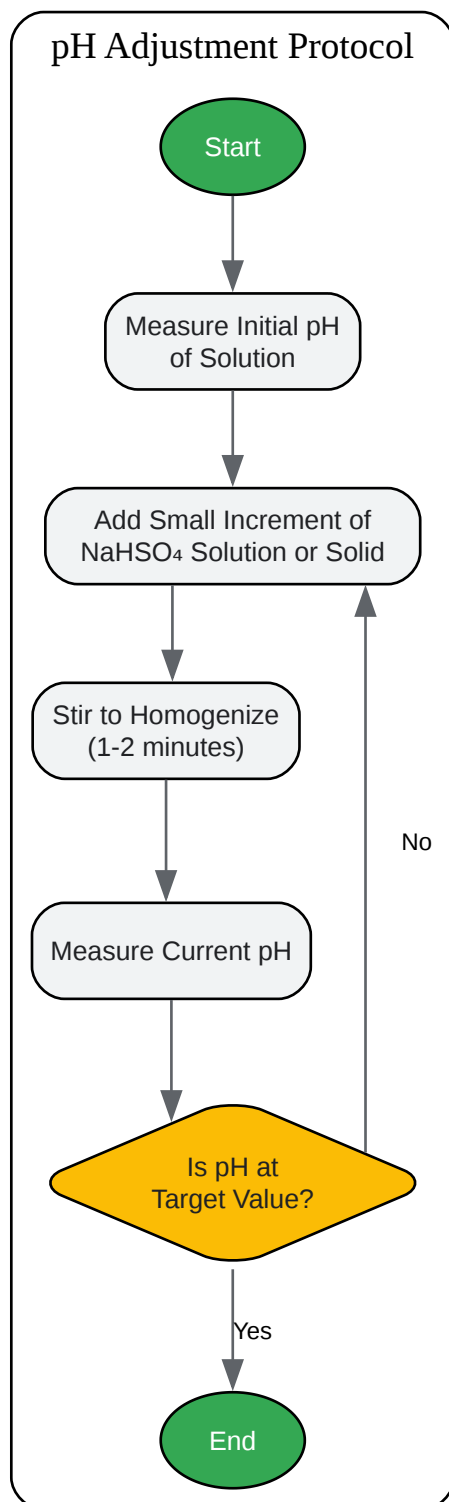 pH Adjustment Protocol
Start
Measure Initial pH
of Solution
Add Small Increment of
NaHSO₄ Solution or Solid
Stir to Homogenize
(1-2 minutes)
No
Measure Current pH
Is pH at
Target Value?
Yes
End